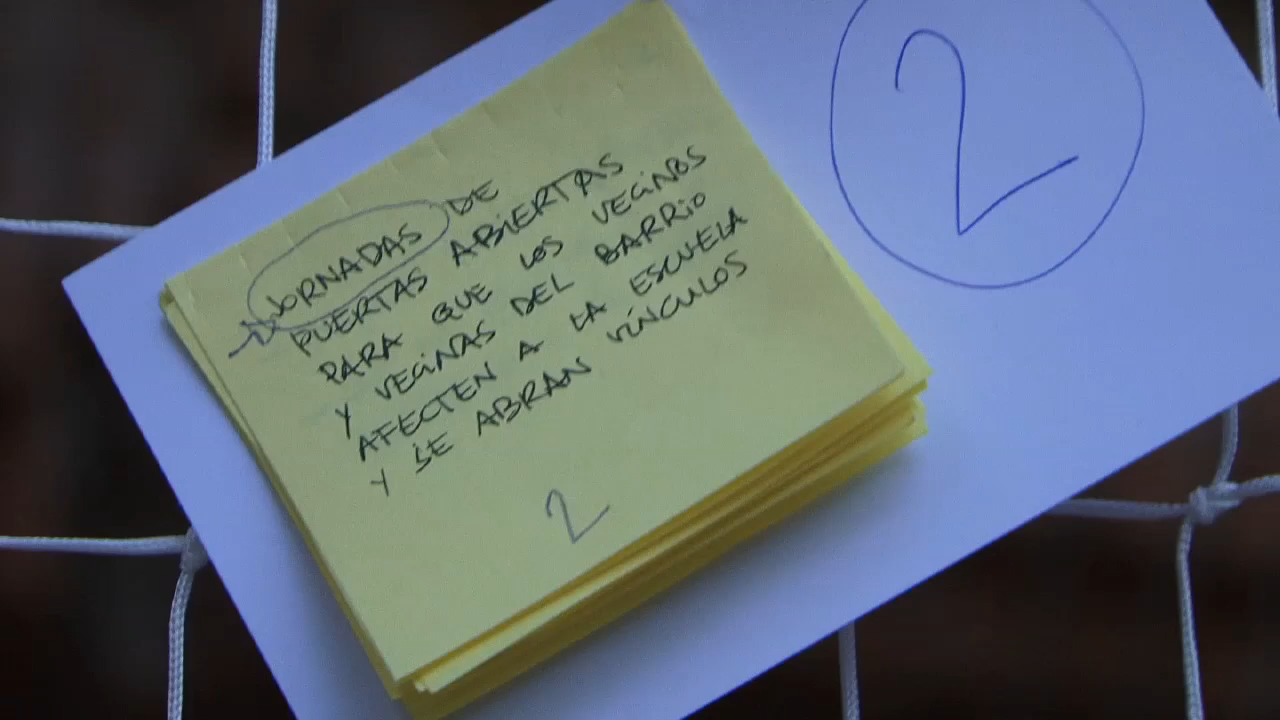 JORNADAS DE
PUERTAS ABIERTAS
PARA QUE LOS VECINOS
Y VECINAS DEL BARRIO
AFECTEN A LA ESCUELA
Y SE ABRAN VÍNCULOS
2
2